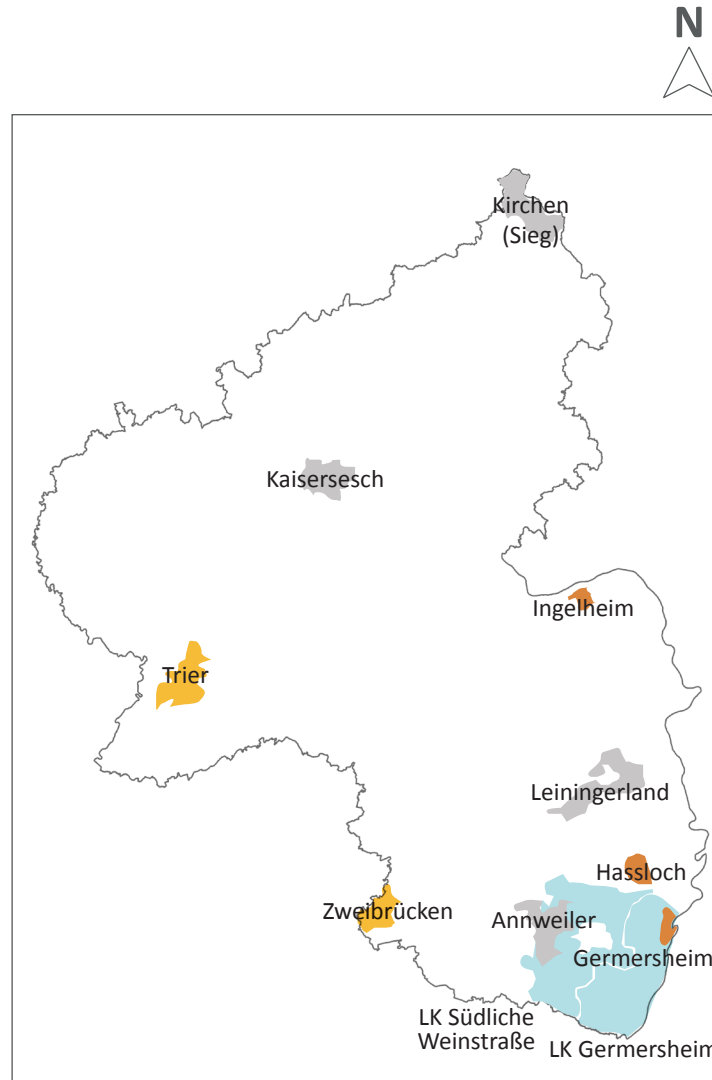 N
Kirchen
(Sieg)
Kaisersesch
Ingelheim
Trier
Leiningerland
Hassloch
Zweibrücken
Annweiler
Germersheim
LK Südliche
Weinstraße
LK Germersheim